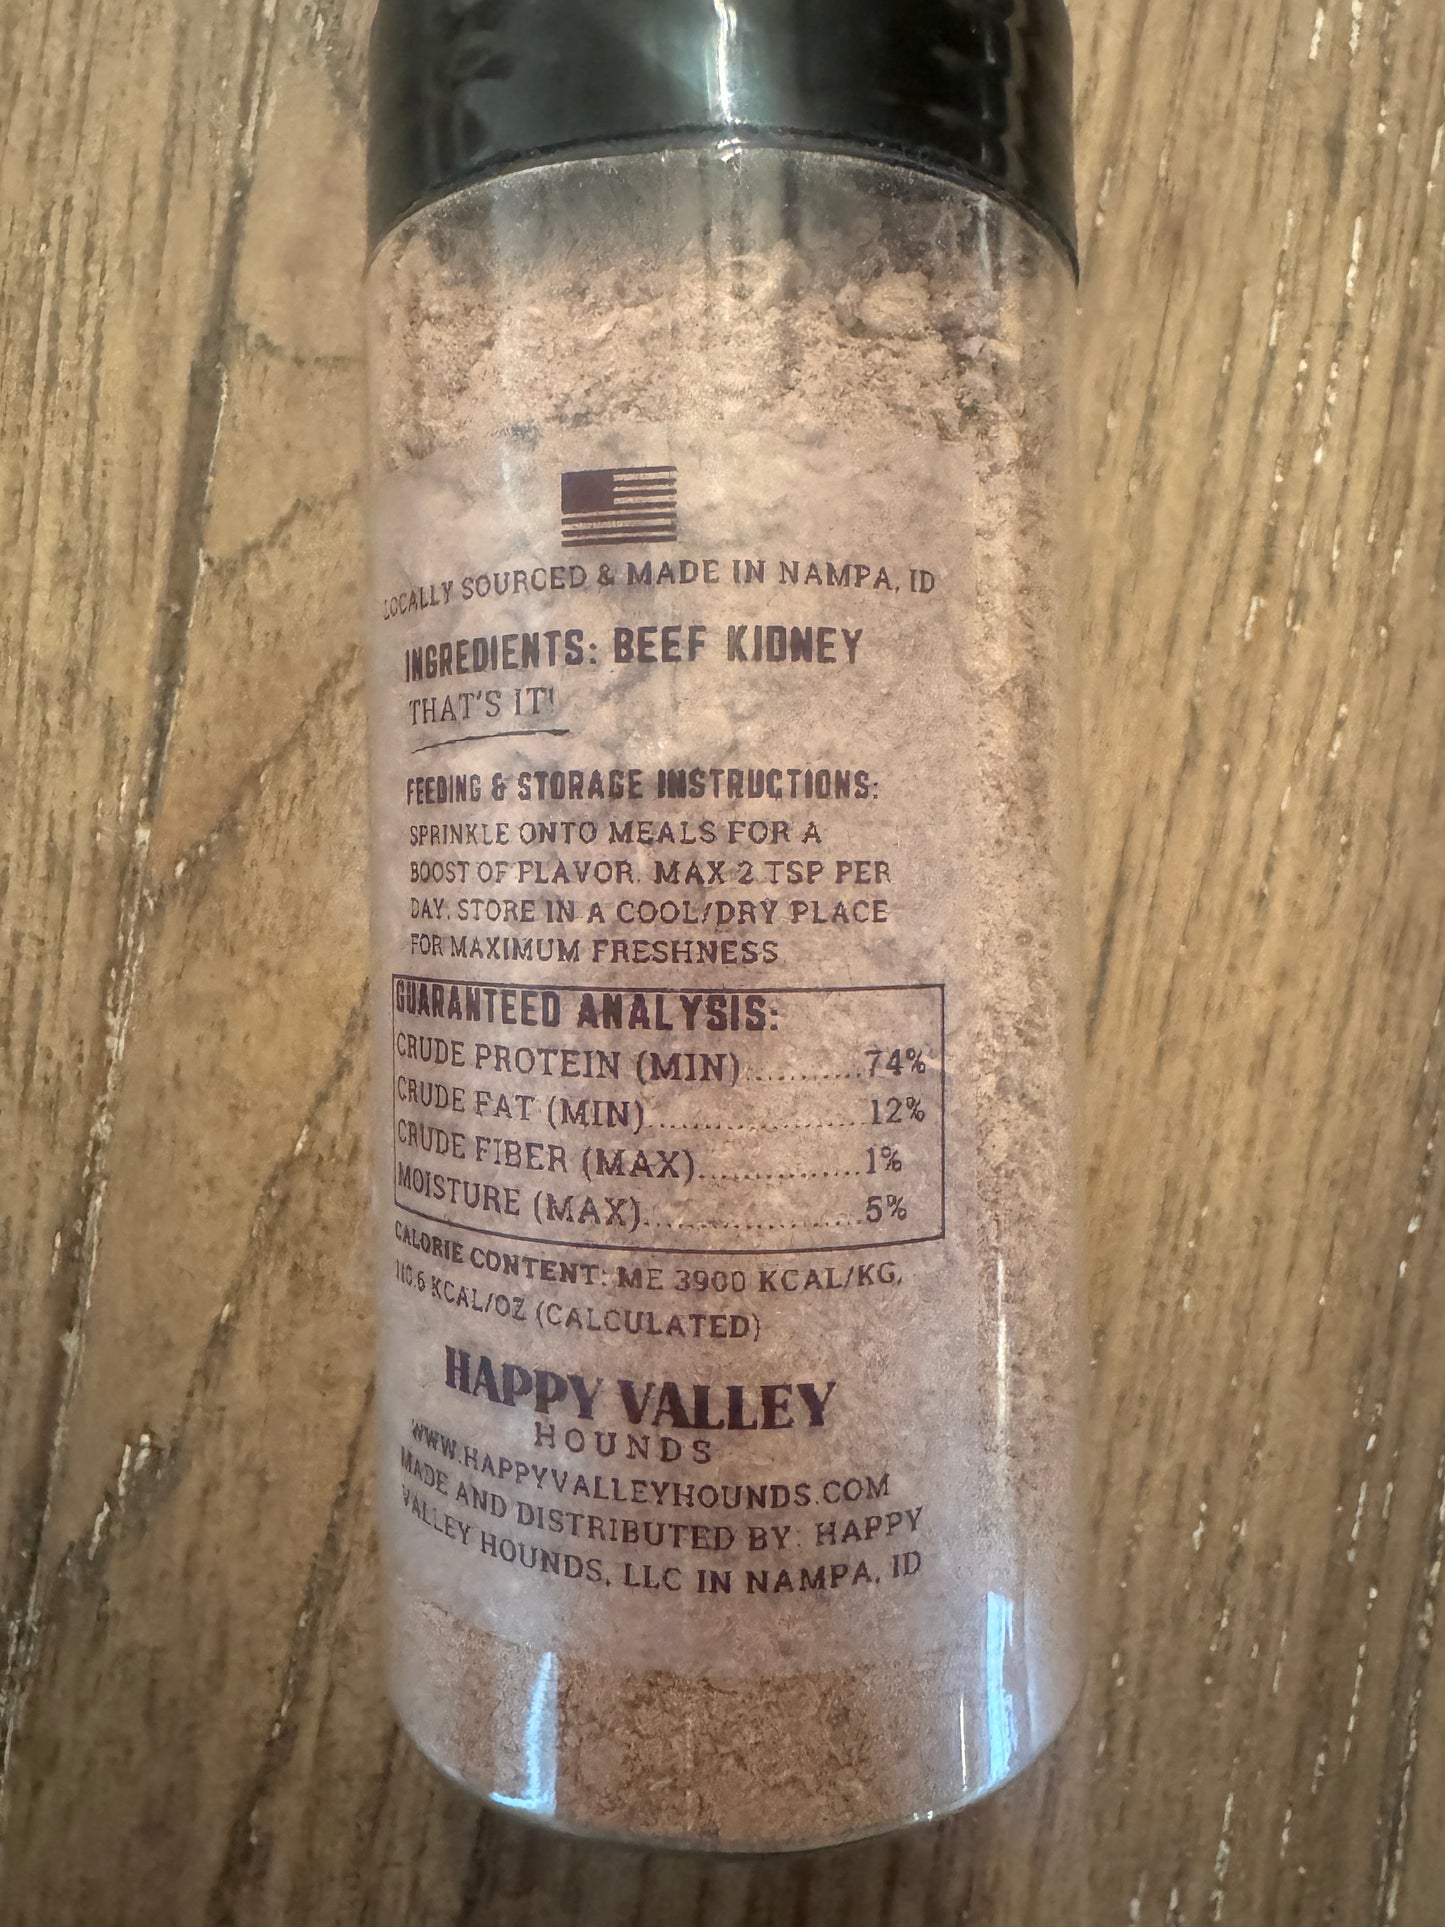 LOCALLY SOURCED & MADE IN NAMPA, ID
INGREDIENTS: BEEF KIDNEY
THAT'S IT!
FEEDING & STORAGE INSTRUCTIONS:
SPRINKLE ONTO MEALS FOR A
BOOST OF FLAVOR. MAX 2 TSP PER
DAY. STORE IN A COOL/DRY PLACE
FOR MAXIMUM FRESHNESS
GUARANTEED ANALYSIS:
CRUDE PROTEIN (MIN)...........74%
CRUDE FAT (MIN)......................12%
CRUDE FIBER (MAX)................1%
MOISTURE (MAX)......................5%
CALORIE CONTENT: ME 3900 KCAL/KG,
110.6 KCAL/OZ (CALCULATED)
HAPPY VALLEY
HOUNDS
WWW.HAPPYVALLEYHOUNDS.COM
MADE AND DISTRIBUTED BY: HAPPY
VALLEY HOUNDS, LLC IN NAMPA, ID